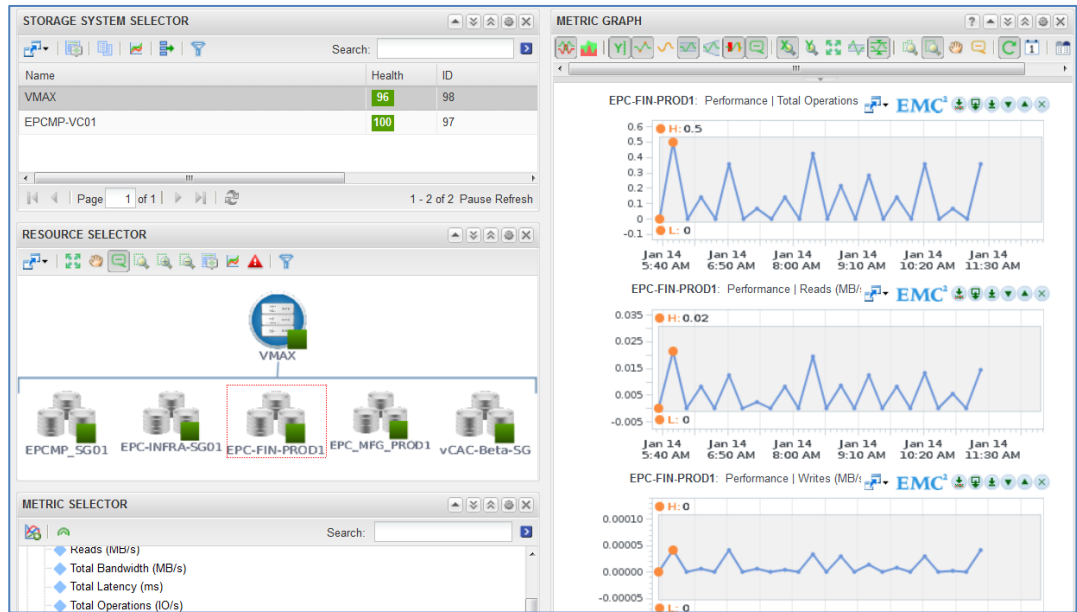 STORAGE SYSTEM SELECTOR
Search:
Name Health ID
VMAX 96 98
EPCMP-VC01 100 97
Page 1 of 1 1 - 2 of 2 Pause Refresh
RESOURCE SELECTOR
VMAX
EPCMP_SG01 EPC-INFRA-SG01 EPC-FIN-PROD1 EPC_MFG_PROD1 vCAC-Beta-SG
METRIC SELECTOR
Search:
Reads (MB/s)
Total Bandwidth (MB/s)
Total Latency (ms)
Total Operations (IO/s)
METRIC GRAPH
EPC-FIN-PROD1: Performance | Total Operations EMC²
0.6
H: 0.5
0.5
0.4
0.3
0.2
0.1
0
-0.1
L: 0
Jan 14 Jan 14 Jan 14 Jan 14 Jan 14 Jan 14
5:40 AM 6:50 AM 8:00 AM 9:10 AM 10:20 AM 11:30 AM
EPC-FIN-PROD1: Performance | Reads (MB/s EMC²
0.035
H: 0.02
0.025
0.015
0.005
-0.005
L: 0
Jan 14 Jan 14 Jan 14 Jan 14 Jan 14 Jan 14
5:40 AM 6:50 AM 8:00 AM 9:10 AM 10:20 AM 11:30 AM
EPC-FIN-PROD1: Performance | Writes (MB/s EMC²
H: 0
0.00010
0.00005
0.00000
-0.00005
L: 0